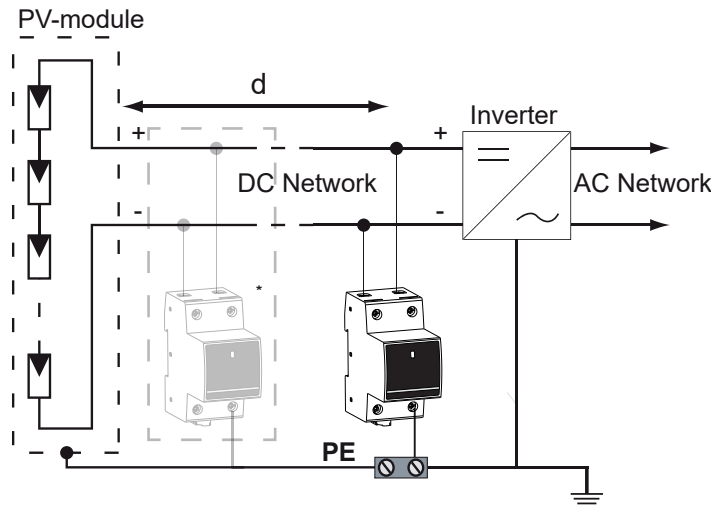 PV-module
d
Inverter
+
+
DC Network
AC Network
-
-
*
PE